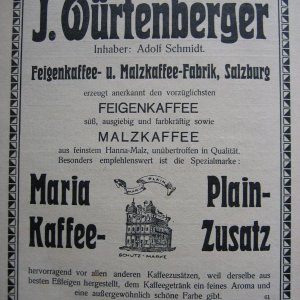 J. Würtenberger
Inhaber: Adolf Schmidt.
Feigenkaffee- u. Malzkaffee-Fabrik, Salzburg
erzeugt anerkannt den vorzüglichsten
FEIGENKAFFEE
süß, ausgiebig und farbkräftig sowie
MALZKAFFEE
aus feinstem Hanna-Malz, unübertroffen in Qualität.
Besonders empfehlenswert ist die Spezialmarke:
Maria Plain-
Kaffee- Zusatz
SCHUTZ-MARKE
hervorragend vor allen anderen Kaffeezusätzen, weil derselbe aus
besten Eßfeigen hergestellt, dem Kaffeegetränk ein feines Aroma und
eine außergewöhnlich schöne Farbe gibt.